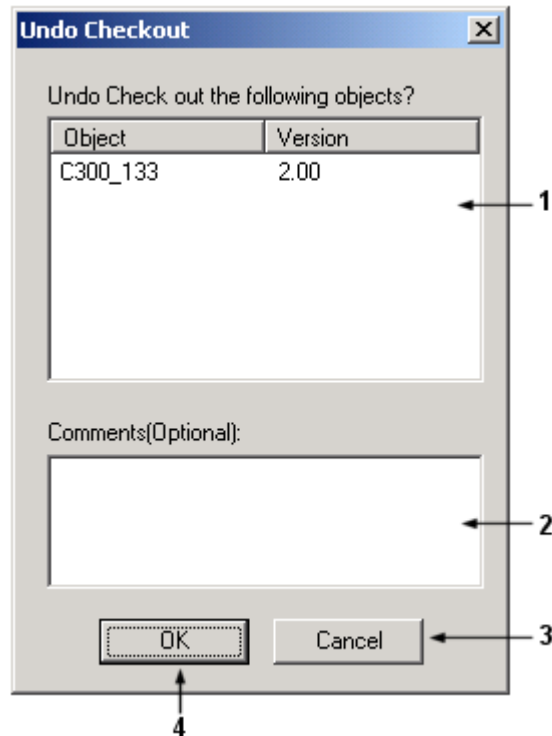 Undo Checkout
Undo Check out the following objects?
Object Version
C300_133 2.00
1
Comments(Optional):
2
OK Cancel 3
4